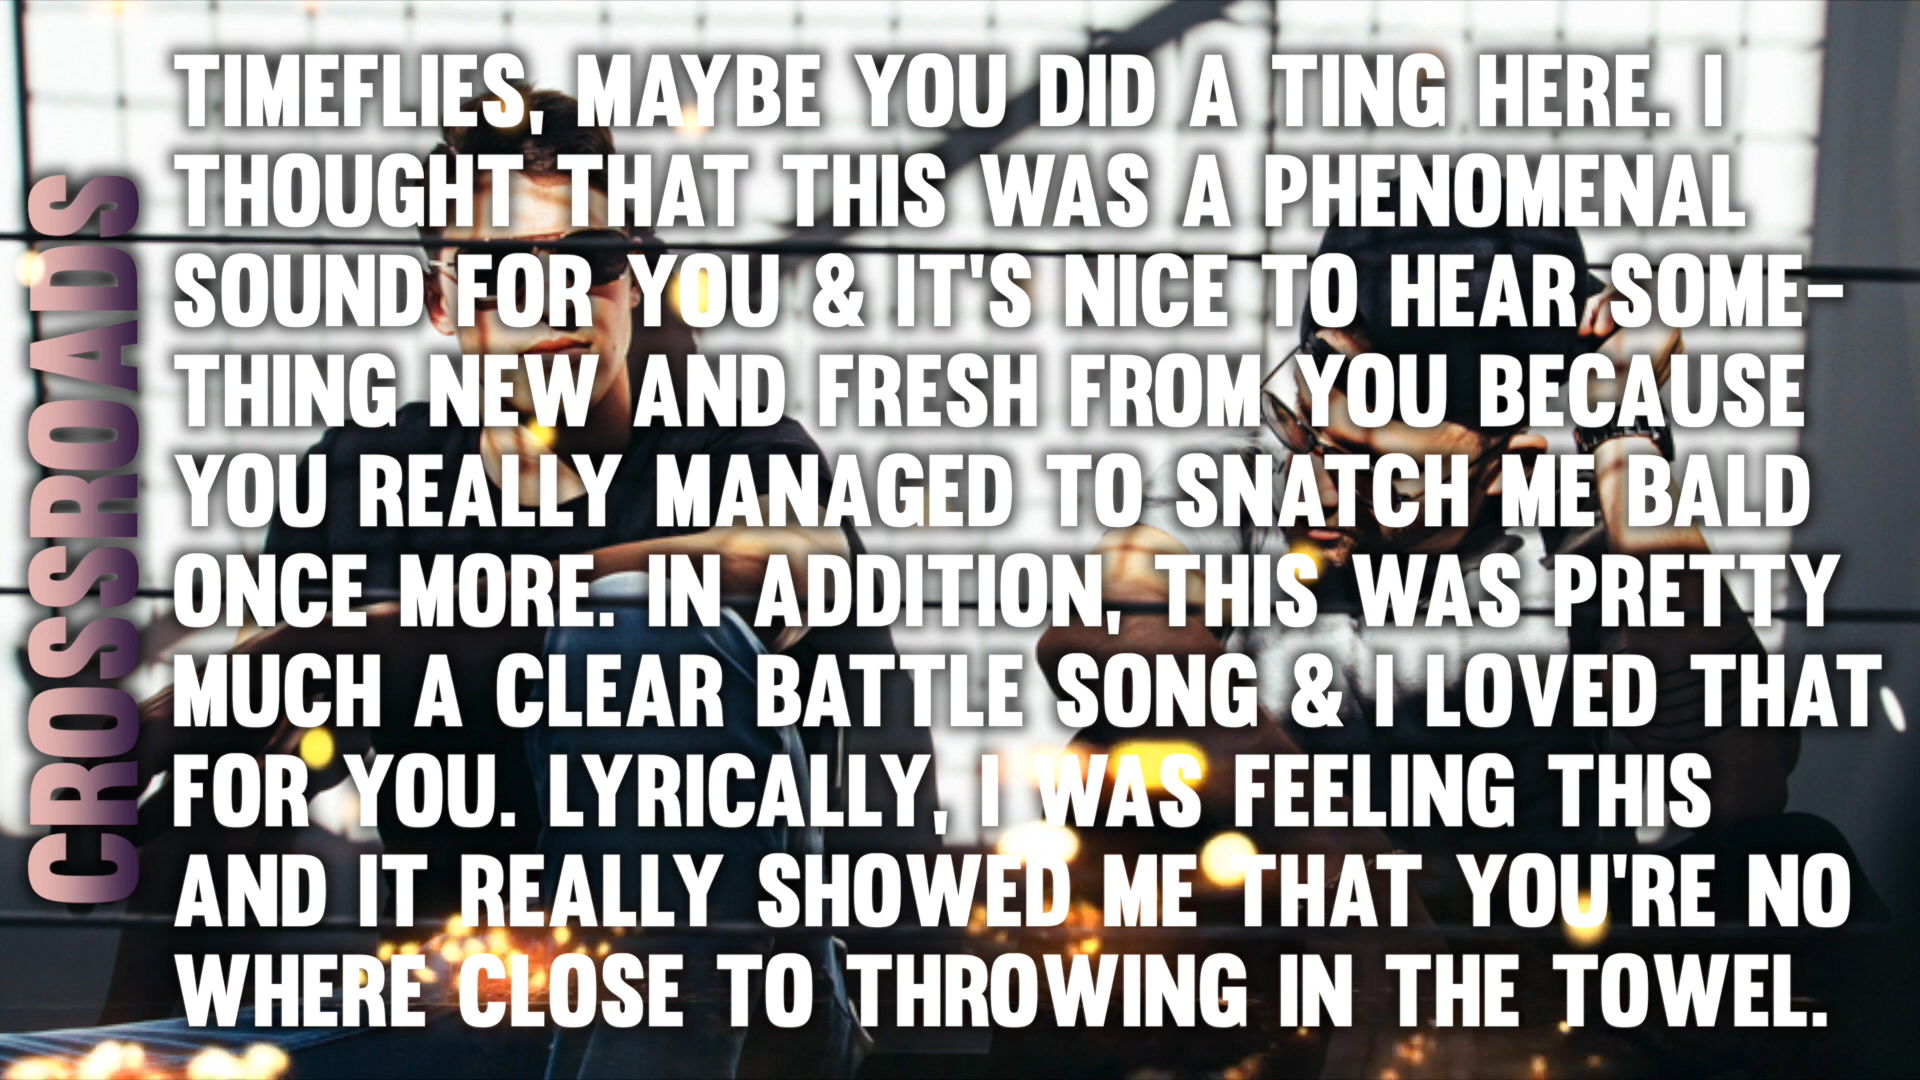 CROSSROADS
TIMEFLIES, MAYBE YOU DID A TING HERE. I
THOUGHT THAT THIS WAS A PHENOMENAL
SOUND FOR YOU & IT'S NICE TO HEAR SOME-
THING NEW AND FRESH FROM YOU BECAUSE
YOU REALLY MANAGED TO SNATCH ME BALD
ONCE MORE. IN ADDITION, THIS WAS PRETTY
MUCH A CLEAR BATTLE SONG & I LOVED THAT
FOR YOU. LYRICALLY, I WAS FEELING THIS
AND IT REALLY SHOWED ME THAT YOU'RE NO
WHERE CLOSE TO THROWING IN THE TOWEL.